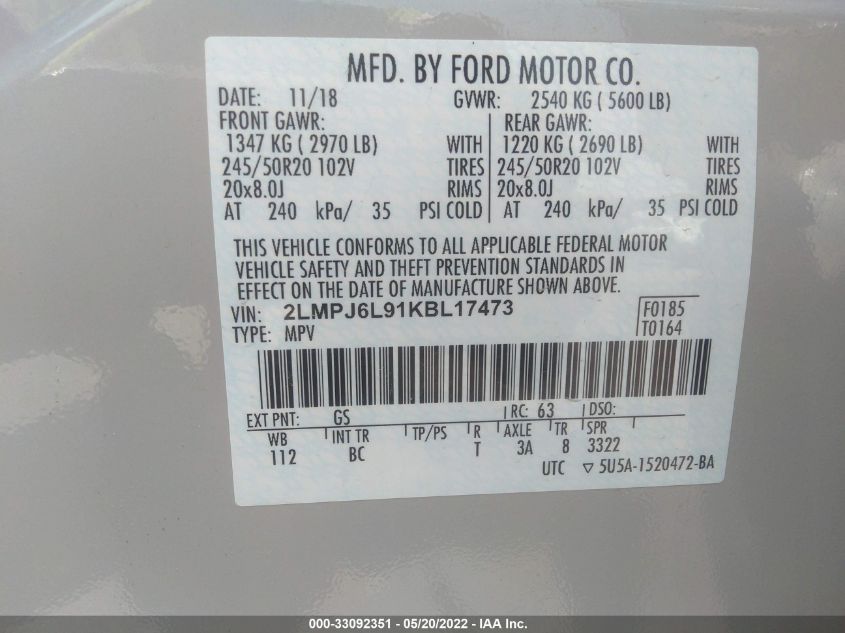 MFD. BY FORD MOTOR CO.
DATE: 11/18 GVWR: 2540 KG ( 5600 LB)
FRONT GAWR: REAR GAWR:
1347 KG ( 2970 LB) WITH 1220 KG ( 2690 LB) WITH
245/50R20 102V TIRES 245/50R20 102V TIRES
20x8.0J RIMS 20x8.0J RIMS
AT 240 kPa/ 35 PSI COLD AT 240 kPa/ 35 PSI COLD
THIS VEHICLE CONFORMS TO ALL APPLICABLE FEDERAL MOTOR
VEHICLE SAFETY AND THEFT PREVENTION STANDARDS IN
EFFECT ON THE DATE OF MANUFACTURE SHOWN ABOVE.
VIN: 2LMPJ6L91KBL17473 F0185
TYPE: MPV T0164
EXT PNT: GS RC: 63 DSO:
WB INT TR TP/PS R AXLE TR SPR
112 BC T 3A 8 3322
UTC ▽ 5U5A-1520472-BA
000-33092351 - 05/20/2022 - IAA Inc.